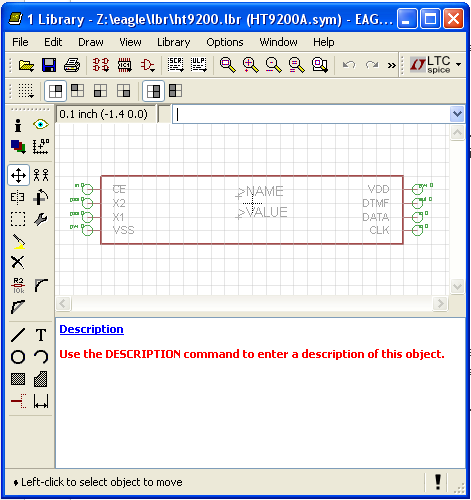 1 Library - Z:\eagle\lbr\ht9200.lbr (HT9200A.sym) - EAG...
File Edit Draw View Library Options Window Help
LTC
spice
0.1 inch (-1.4 0.0)
CE >NAME VDD
X2 DTMF
X1 >VALUE DATA
VSS CLK
R2
10k
T
Description
Use the DESCRIPTION command to enter a description of this object.
Left-click to select object to move